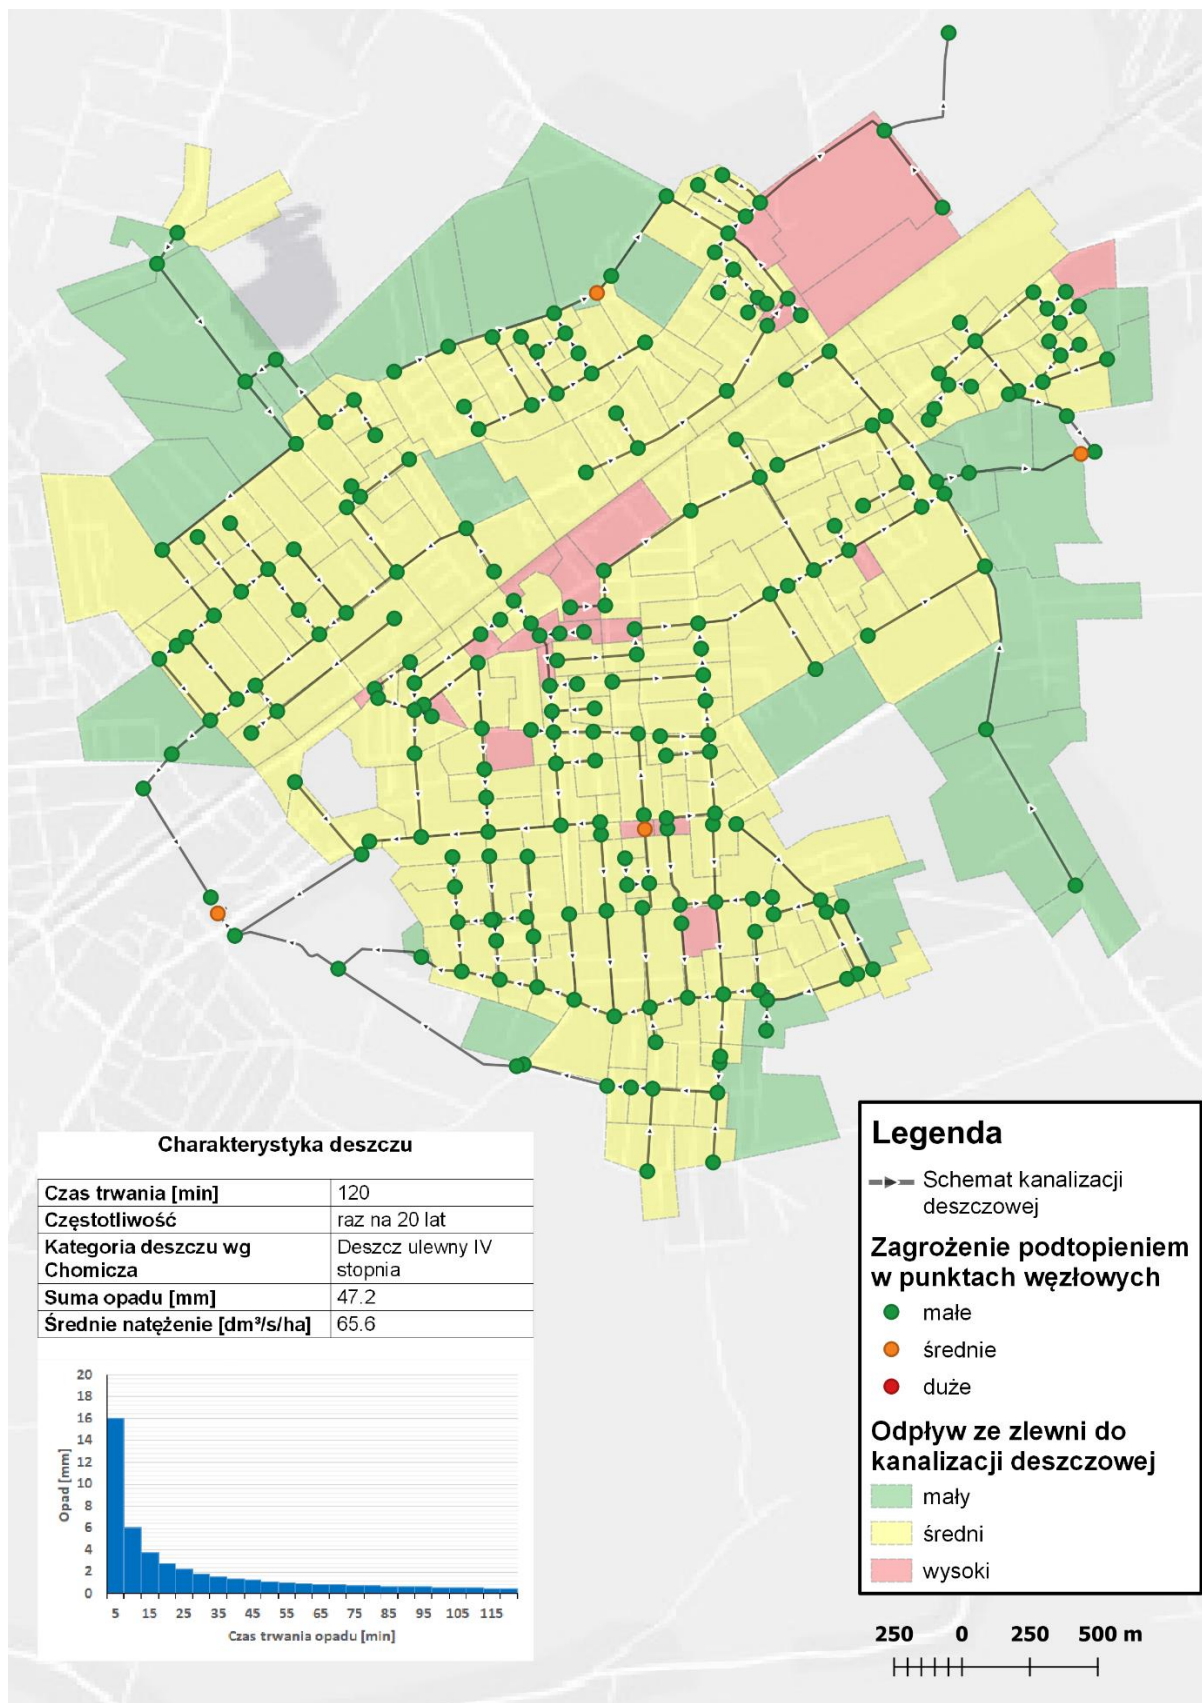 Charakterystyka deszczu
Czas trwania [min] 120
Częstotliwość raz na 20 lat
Kategoria deszczu wg Deszcz ulewny IV
Chomicza stopnia
Suma opadu [mm] 47.2
Średnie natężenie [dm³/s/ha] 65.6
20
18
16
14
12
10
8
6
4
2
0
Opad [mm]
5 15 25 35 45 55 65 75 85 95 105 115
Czas trwania opadu [min]
Legenda
Schemat kanalizacji
deszczowej
Zagrożenie podtopieniem
w punktach węzłowych
małe
średnie
duże
Odpływ ze zlewni do
kanalizacji deszczowej
mały
średni
wysoki
250 0 250 500 m